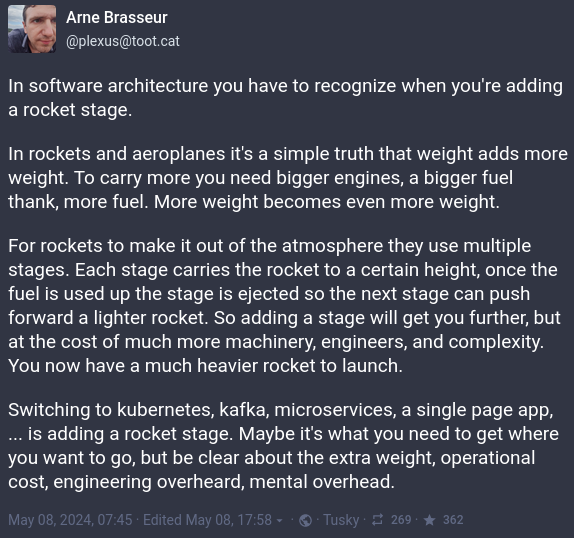 Arne Brasseur
@plexus@toot.cat
In software architecture you have to recognize when you're adding
a rocket stage.
In rockets and aeroplanes it's a simple truth that weight adds more
weight. To carry more you need bigger engines, a bigger fuel
thank, more fuel. More weight becomes even more weight.
For rockets to make it out of the atmosphere they use multiple
stages. Each stage carries the rocket to a certain height, once the
fuel is used up the stage is ejected so the next stage can push
forward a lighter rocket. So adding a stage will get you further, but
at the cost of much more machinery, engineers, and complexity.
You now have a much heavier rocket to launch.
Switching to kubernetes, kafka, microservices, a single page app,
... is adding a rocket stage. Maybe it's what you need to get where
you want to go, but be clear about the extra weight, operational
cost, engineering overheard, mental overhead.
May 08, 2024, 07:45 · Edited May 08, 17:58 · Tusky · 269 · 362